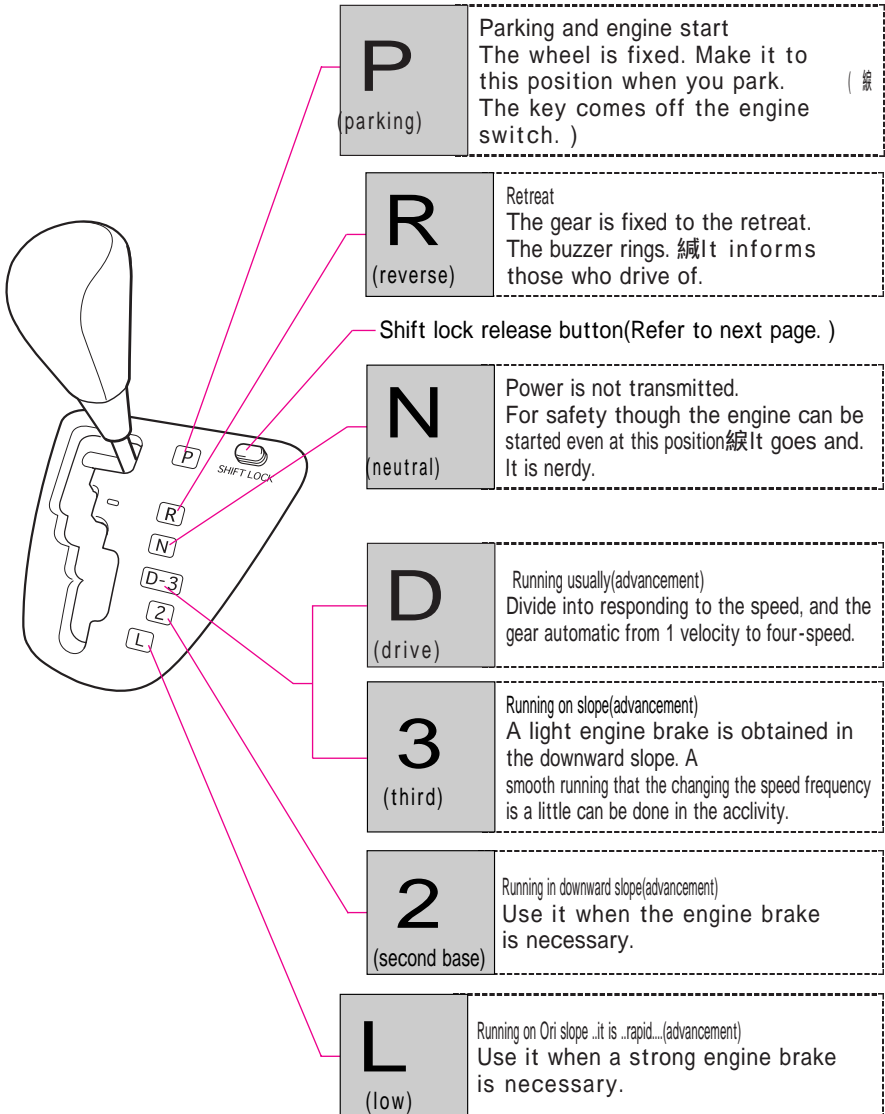 P
(parking)
Parking and engine start
The wheel is fixed. Make it to
this position when you park. ( 綟
The key comes off the engine
switch. )
R
(reverse)
Retreat
The gear is fixed to the retreat.
The buzzer rings. 緘It informs
those who drive of.
Shift lock release button(Refer to next page. )
N
(neutral)
Power is not transmitted.
For safety though the engine can be
started even at this position綟It goes and.
It is nerdy.
P
SHIFT LOCK
R
N
D-3
2
L
D
(drive)
Running usually(advancement)
Divide into responding to the speed, and the
gear automatic from 1 velocity to four-speed.
3
(third)
Running on slope(advancement)
A light engine brake is obtained in
the downward slope. A
smooth running that the changing the speed frequency
is a little can be done in the acclivity.
2
(second base)
Running in downward slope(advancement)
Use it when the engine brake
is necessary.
L
(low)
Running on Ori slope ..it is ..rapid....(advancement)
Use it when a strong engine brake
is necessary.